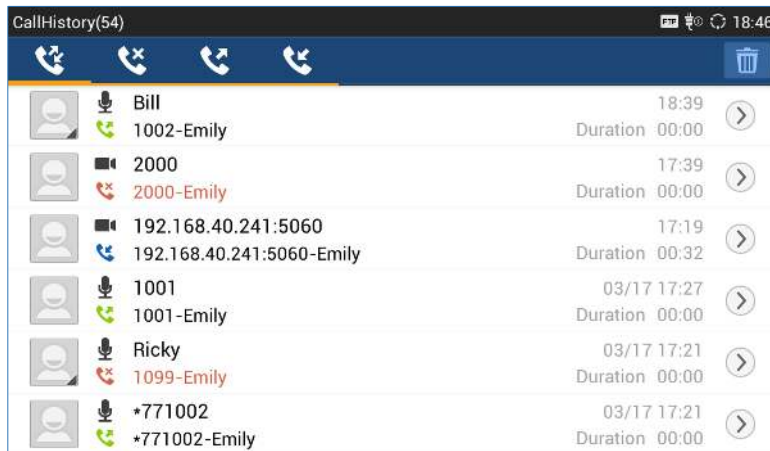 CallHistory(54) FTP 18:46
Bill 18:39
1002-Emily Duration 00:00
2000 17:39
2000-Emily Duration 00:00
192.168.40.241:5060 17:19
192.168.40.241:5060-Emily Duration 00:32
1001 03/17 17:27
1001-Emily Duration 00:00
Ricky 03/17 17:21
1099-Emily Duration 00:00
*771002 03/17 17:21
*771002-Emily Duration 00:00